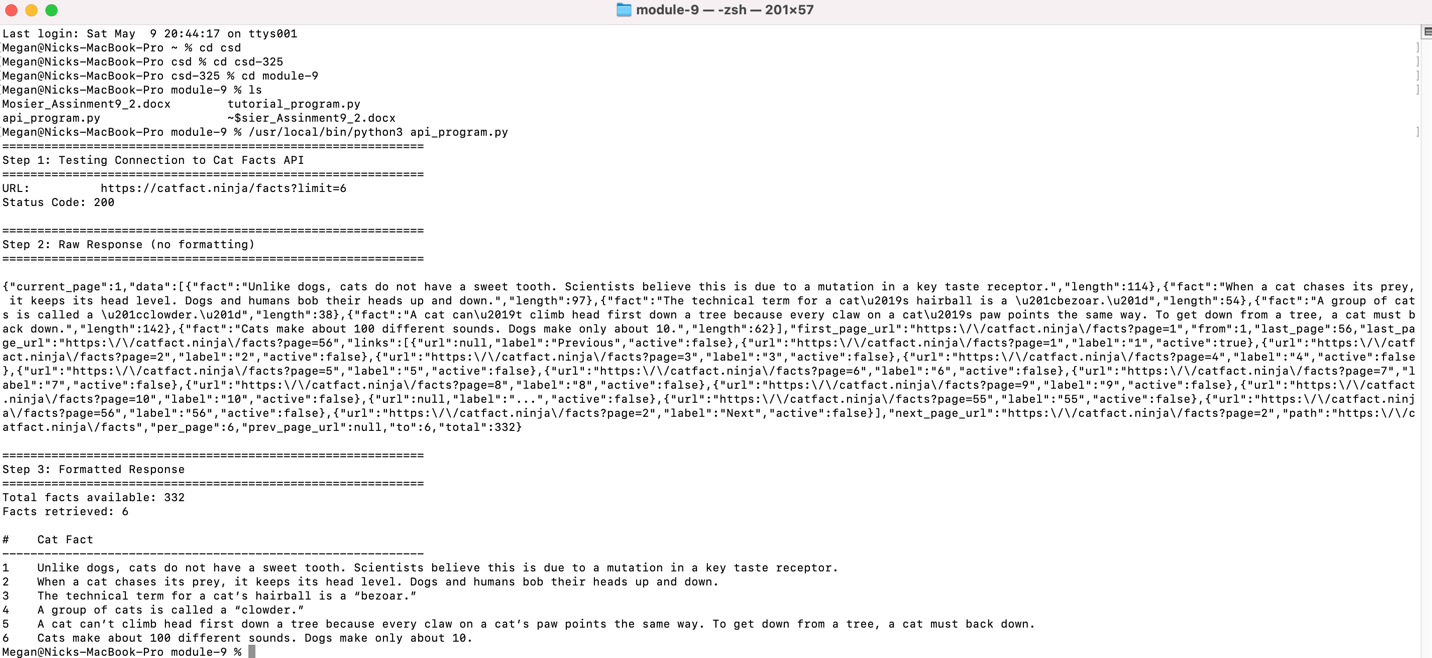 module-9 — -zsh — 201×57
Last login: Sat May  9 20:44:17 on ttys001
[Megan@Nicks-MacBook-Pro ~ % cd csd ]
[Megan@Nicks-MacBook-Pro csd % cd csd-325 ]
[Megan@Nicks-MacBook-Pro csd-325 % cd module-9 ]
[Megan@Nicks-MacBook-Pro module-9 % ls ]
Mosier_Assinment9_2.docx        tutorial_program.py
api_program.py                  ~$sier_Assinment9_2.docx
[Megan@Nicks-MacBook-Pro module-9 % /usr/local/bin/python3 api_program.py ]
============================================================
Step 1: Testing Connection to Cat Facts API
============================================================
URL:          https://catfact.ninja/facts?limit=6
Status Code: 200
============================================================
Step 2: Raw Response (no formatting)
============================================================
{"current_page":1,"data":[{"fact":"Unlike dogs, cats do not have a sweet tooth. Scientists believe this is due to a mutation in a key taste receptor.","length":114},{"fact":"When a cat chases its prey,
 it keeps its head level. Dogs and humans bob their heads up and down.","length":97},{"fact":"The technical term for a cat\u2019s hairball is a \u201cbezoar.\u201d","length":54},{"fact":"A group of cat
s is called a \u201cclowder.\u201d","length":38},{"fact":"A cat can\u2019t climb head first down a tree because every claw on a cat\u2019s paw points the same way. To get down from a tree, a cat must b
ack down.","length":142},{"fact":"Cats make about 100 different sounds. Dogs make only about 10.","length":62}],"first_page_url":"https:\/\/catfact.ninja\/facts?page=1","from":1,"last_page":56,"last_pa
ge_url":"https:\/\/catfact.ninja\/facts?page=56","links":[{"url":null,"label":"Previous","active":false},{"url":"https:\/\/catfact.ninja\/facts?page=1","label":"1","active":true},{"url":"https:\/\/catf
act.ninja\/facts?page=2","label":"2","active":false},{"url":"https:\/\/catfact.ninja\/facts?page=3","label":"3","active":false},{"url":"https:\/\/catfact.ninja\/facts?page=4","label":"4","active":false
},{"url":"https:\/\/catfact.ninja\/facts?page=5","label":"5","active":false},{"url":"https:\/\/catfact.ninja\/facts?page=6","label":"6","active":false},{"url":"https:\/\/catfact.ninja\/facts?page=7","l
abel":"7","active":false},{"url":"https:\/\/catfact.ninja\/facts?page=8","label":"8","active":false},{"url":"https:\/\/catfact.ninja\/facts?page=9","label":"9","active":false},{"url":"https:\/\/catfact
.ninja\/facts?page=10","label":"10","active":false},{"url":null,"label":"...","active":false},{"url":"https:\/\/catfact.ninja\/facts?page=55","label":"55","active":false},{"url":"https:\/\/catfact.ninj
a\/facts?page=56","label":"56","active":false},{"url":"https:\/\/catfact.ninja\/facts?page=2","label":"Next","active":false}],"next_page_url":"https:\/\/catfact.ninja\/facts?page=2","path":"https:\/\/c
atfact.ninja\/facts","per_page":6,"prev_page_url":null,"to":6,"total":332}
============================================================
Step 3: Formatted Response
============================================================
Total facts available: 332
Facts retrieved: 6
#    Cat Fact
------------------------------------------------------------
1    Unlike dogs, cats do not have a sweet tooth. Scientists believe this is due to a mutation in a key taste receptor.
2    When a cat chases its prey, it keeps its head level. Dogs and humans bob their heads up and down.
3    The technical term for a cat’s hairball is a “bezoar.”
4    A group of cats is called a “clowder.”
5    A cat can’t climb head first down a tree because every claw on a cat’s paw points the same way. To get down from a tree, a cat must back down.
6    Cats make about 100 different sounds. Dogs make only about 10.
Megan@Nicks-MacBook-Pro module-9 %